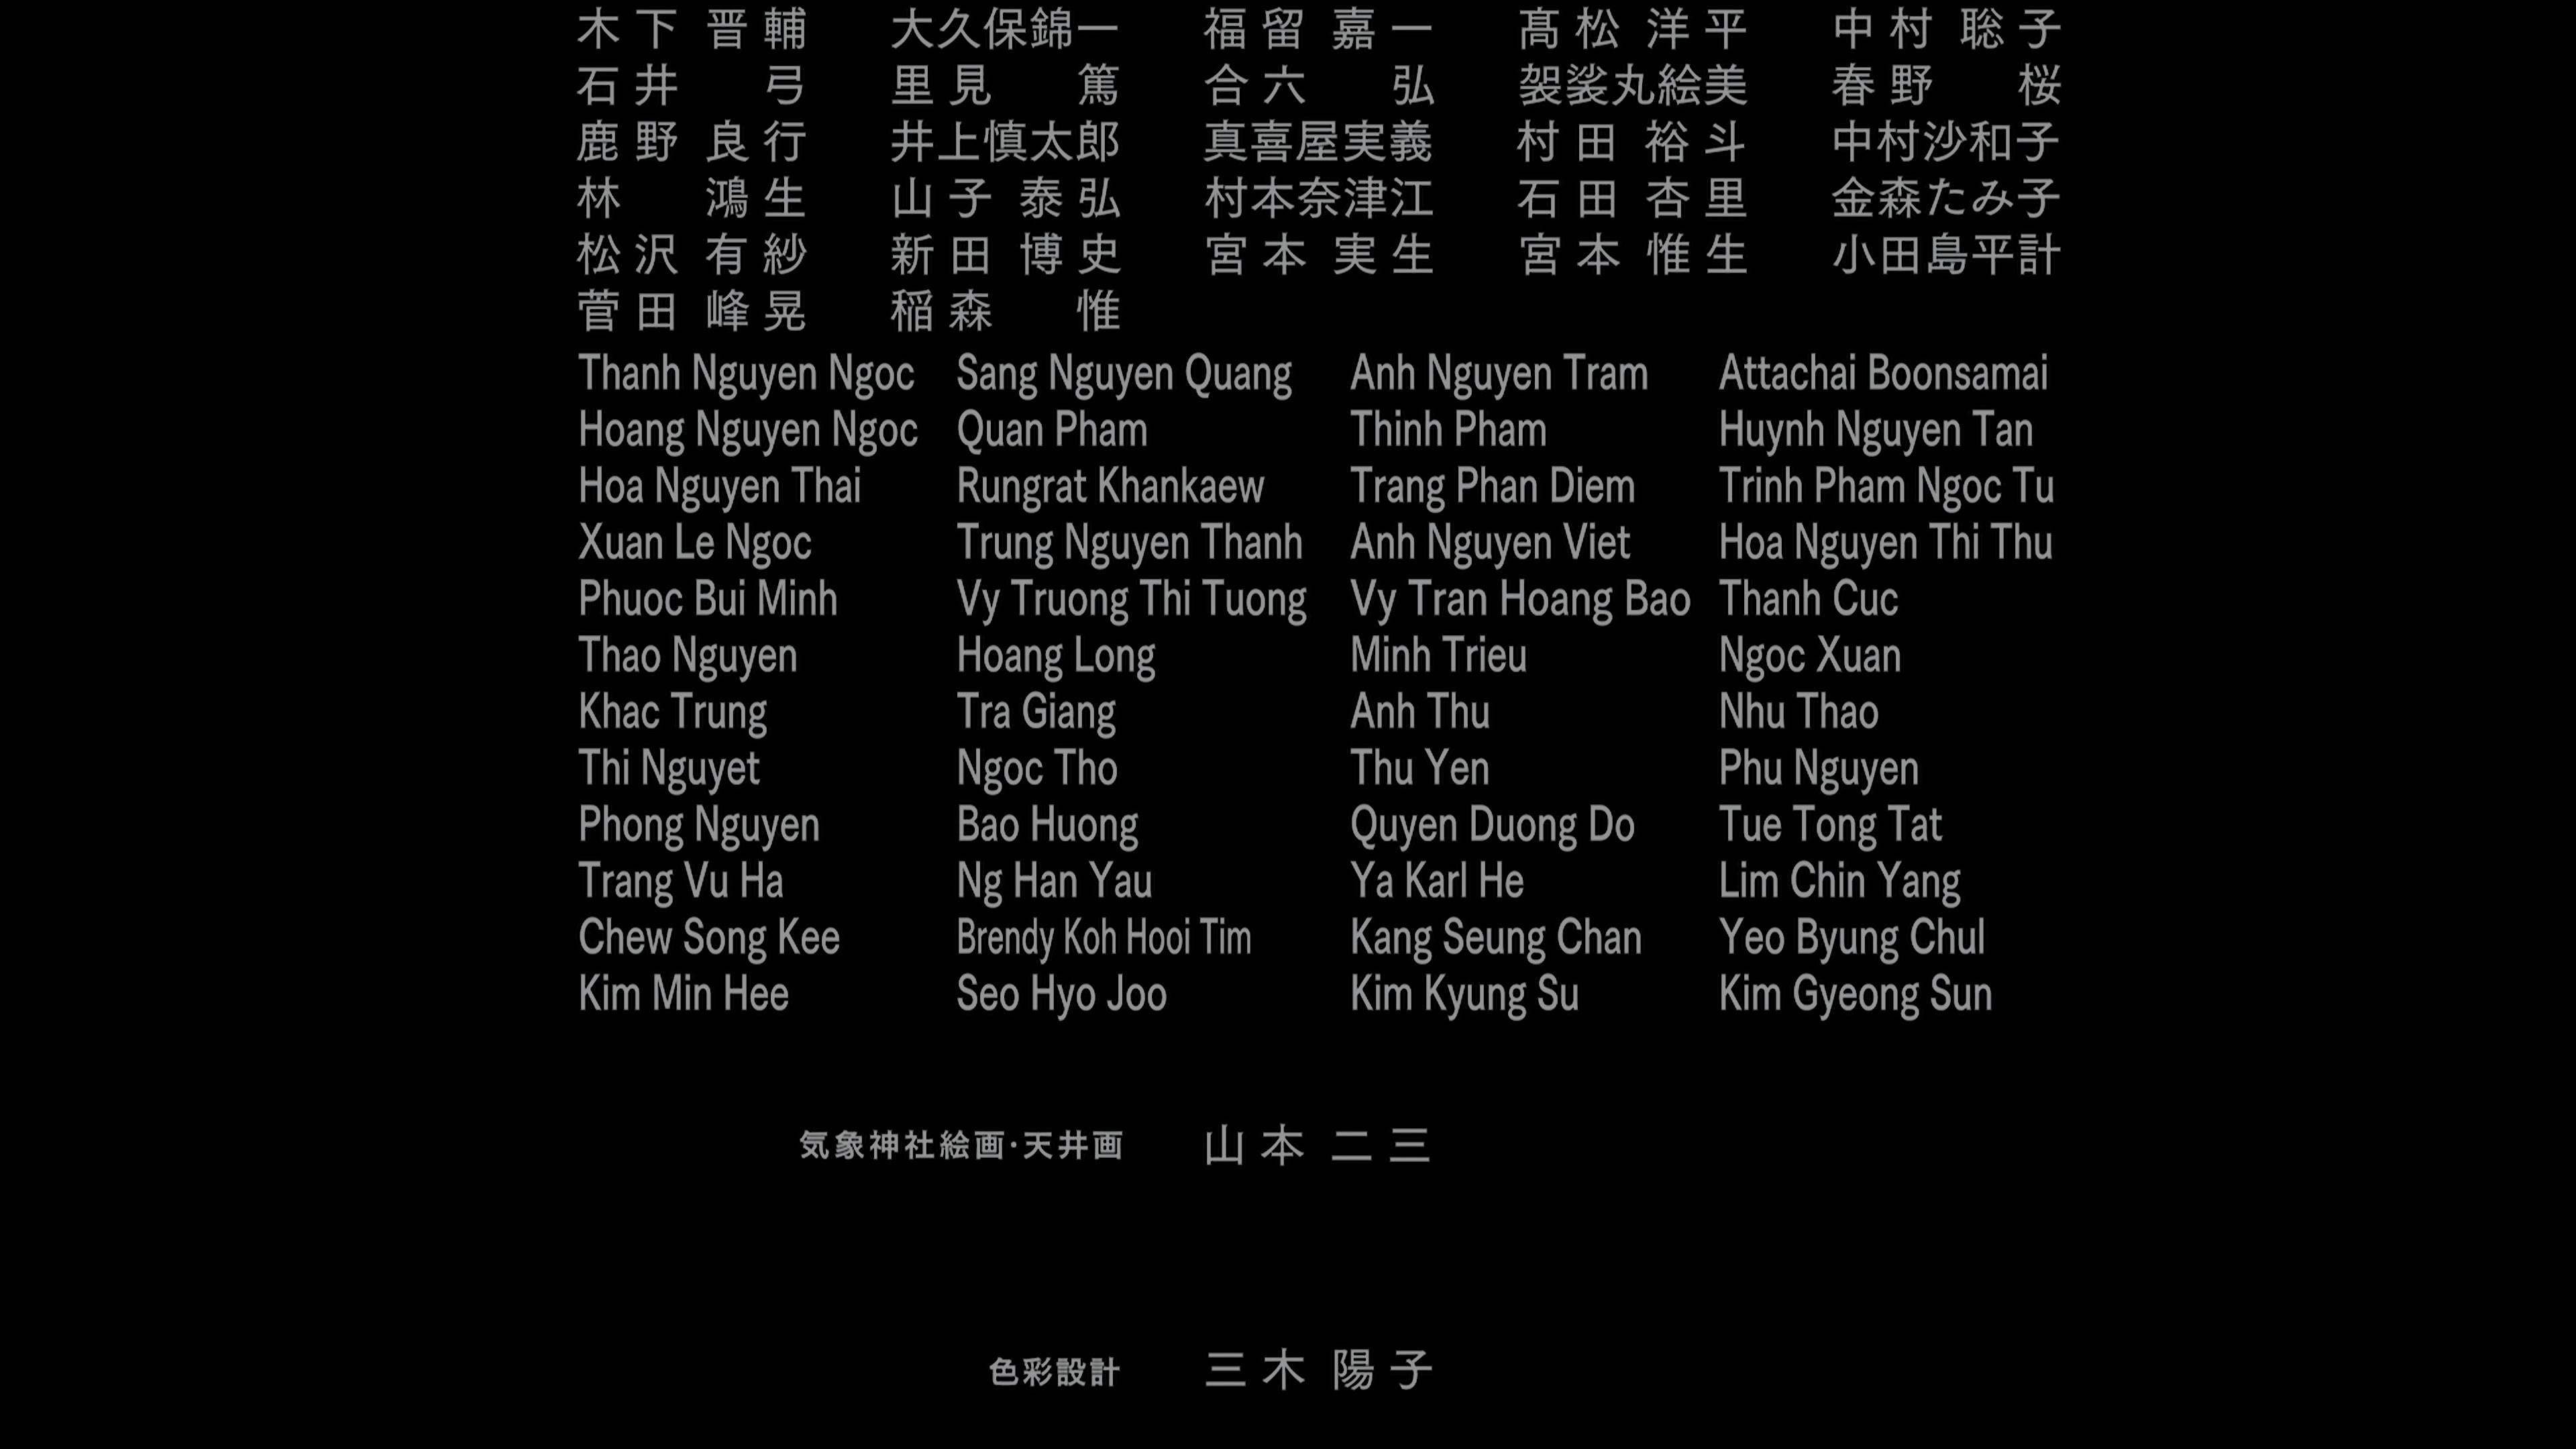 木下晋輔 大久保錦一 福留嘉一 髙松洋平 中村聡子
石井弓 里見篤 合六弘 袈裟丸絵美 春野桜
鹿野良行 井上慎太郎 真喜屋実義 村田裕斗 中村沙和子
林鴻生 山子泰弘 村本奈津江 石田杏里 金森たみ子
松沢有紗 新田博史 宮本実生 宮本惟生 小田島平計
菅田峰晃 稲森惟
Thanh Nguyen Ngoc Sang Nguyen Quang Anh Nguyen Tram Attachai Boonsamai
Hoang Nguyen Ngoc Quan Pham Thinh Pham Huynh Nguyen Tan
Hoa Nguyen Thai Rungrat Khankaew Trang Phan Diem Trinh Pham Ngoc Tu
Xuan Le Ngoc Trung Nguyen Thanh Anh Nguyen Viet Hoa Nguyen Thi Thu
Phuoc Bui Minh Vy Truong Thi Tuong Vy Tran Hoang Bao Thanh Cuc
Thao Nguyen Hoang Long Minh Trieu Ngoc Xuan
Khac Trung Tra Giang Anh Thu Nhu Thao
Thi Nguyet Ngoc Tho Thu Yen Phu Nguyen
Phong Nguyen Bao Huong Quyen Duong Do Tue Tong Tat
Trang Vu Ha Ng Han Yau Ya Karl He Lim Chin Yang
Chew Song Kee Brendy Koh Hooi Tim Kang Seung Chan Yeo Byung Chul
Kim Min Hee Seo Hyo Joo Kim Kyung Su Kim Gyeong Sun
気象神社絵画･天井画 山本二三
色彩設計 三木陽子